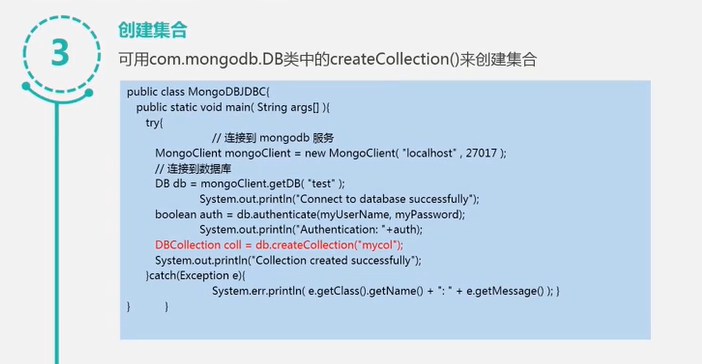 3
创建集合
可用com.mongodb.DB类中的createCollection()来创建集合
public class MongoDBJDBC{
public static void main( String args[] ){
try{
// 连接到 mongodb 服务
MongoClient mongoClient = new MongoClient( "localhost" , 27017 );
// 连接到数据库
DB db = mongoClient.getDB( "test" );
System.out.println("Connect to database successfully");
boolean auth = db.authenticate(myUserName, myPassword);
System.out.println("Authentication: "+auth);
DBCollection coll = db.createCollection("mycol");
System.out.println("Collection created successfully");
}catch(Exception e){
System.err.println( e.getClass().getName() + ": " + e.getMessage() ); }
} }